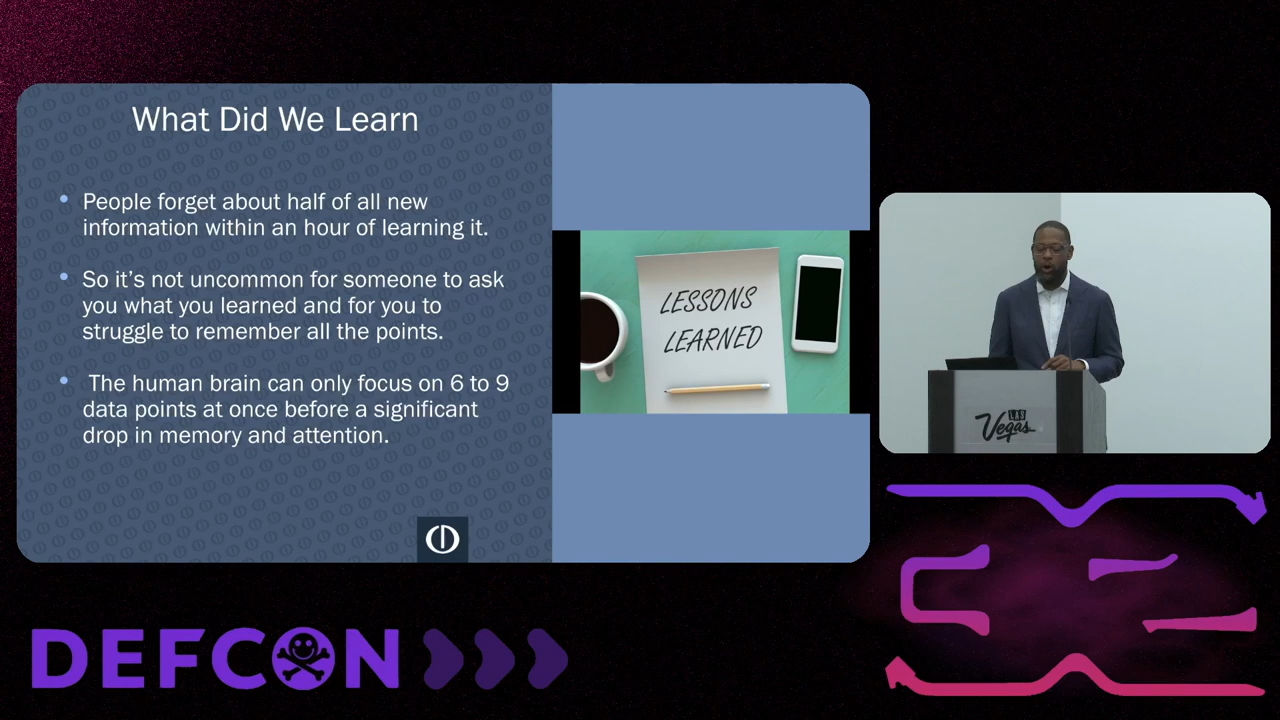 What Did We Learn
• People forget about half of all new
information within an hour of learning it.
• So it’s not uncommon for someone to ask
you what you learned and for you to
struggle to remember all the points.
• The human brain can only focus on 6 to 9
data points at once before a significant
drop in memory and attention.
LESSONS
LEARNED
LAS
Vegas
DEFCON